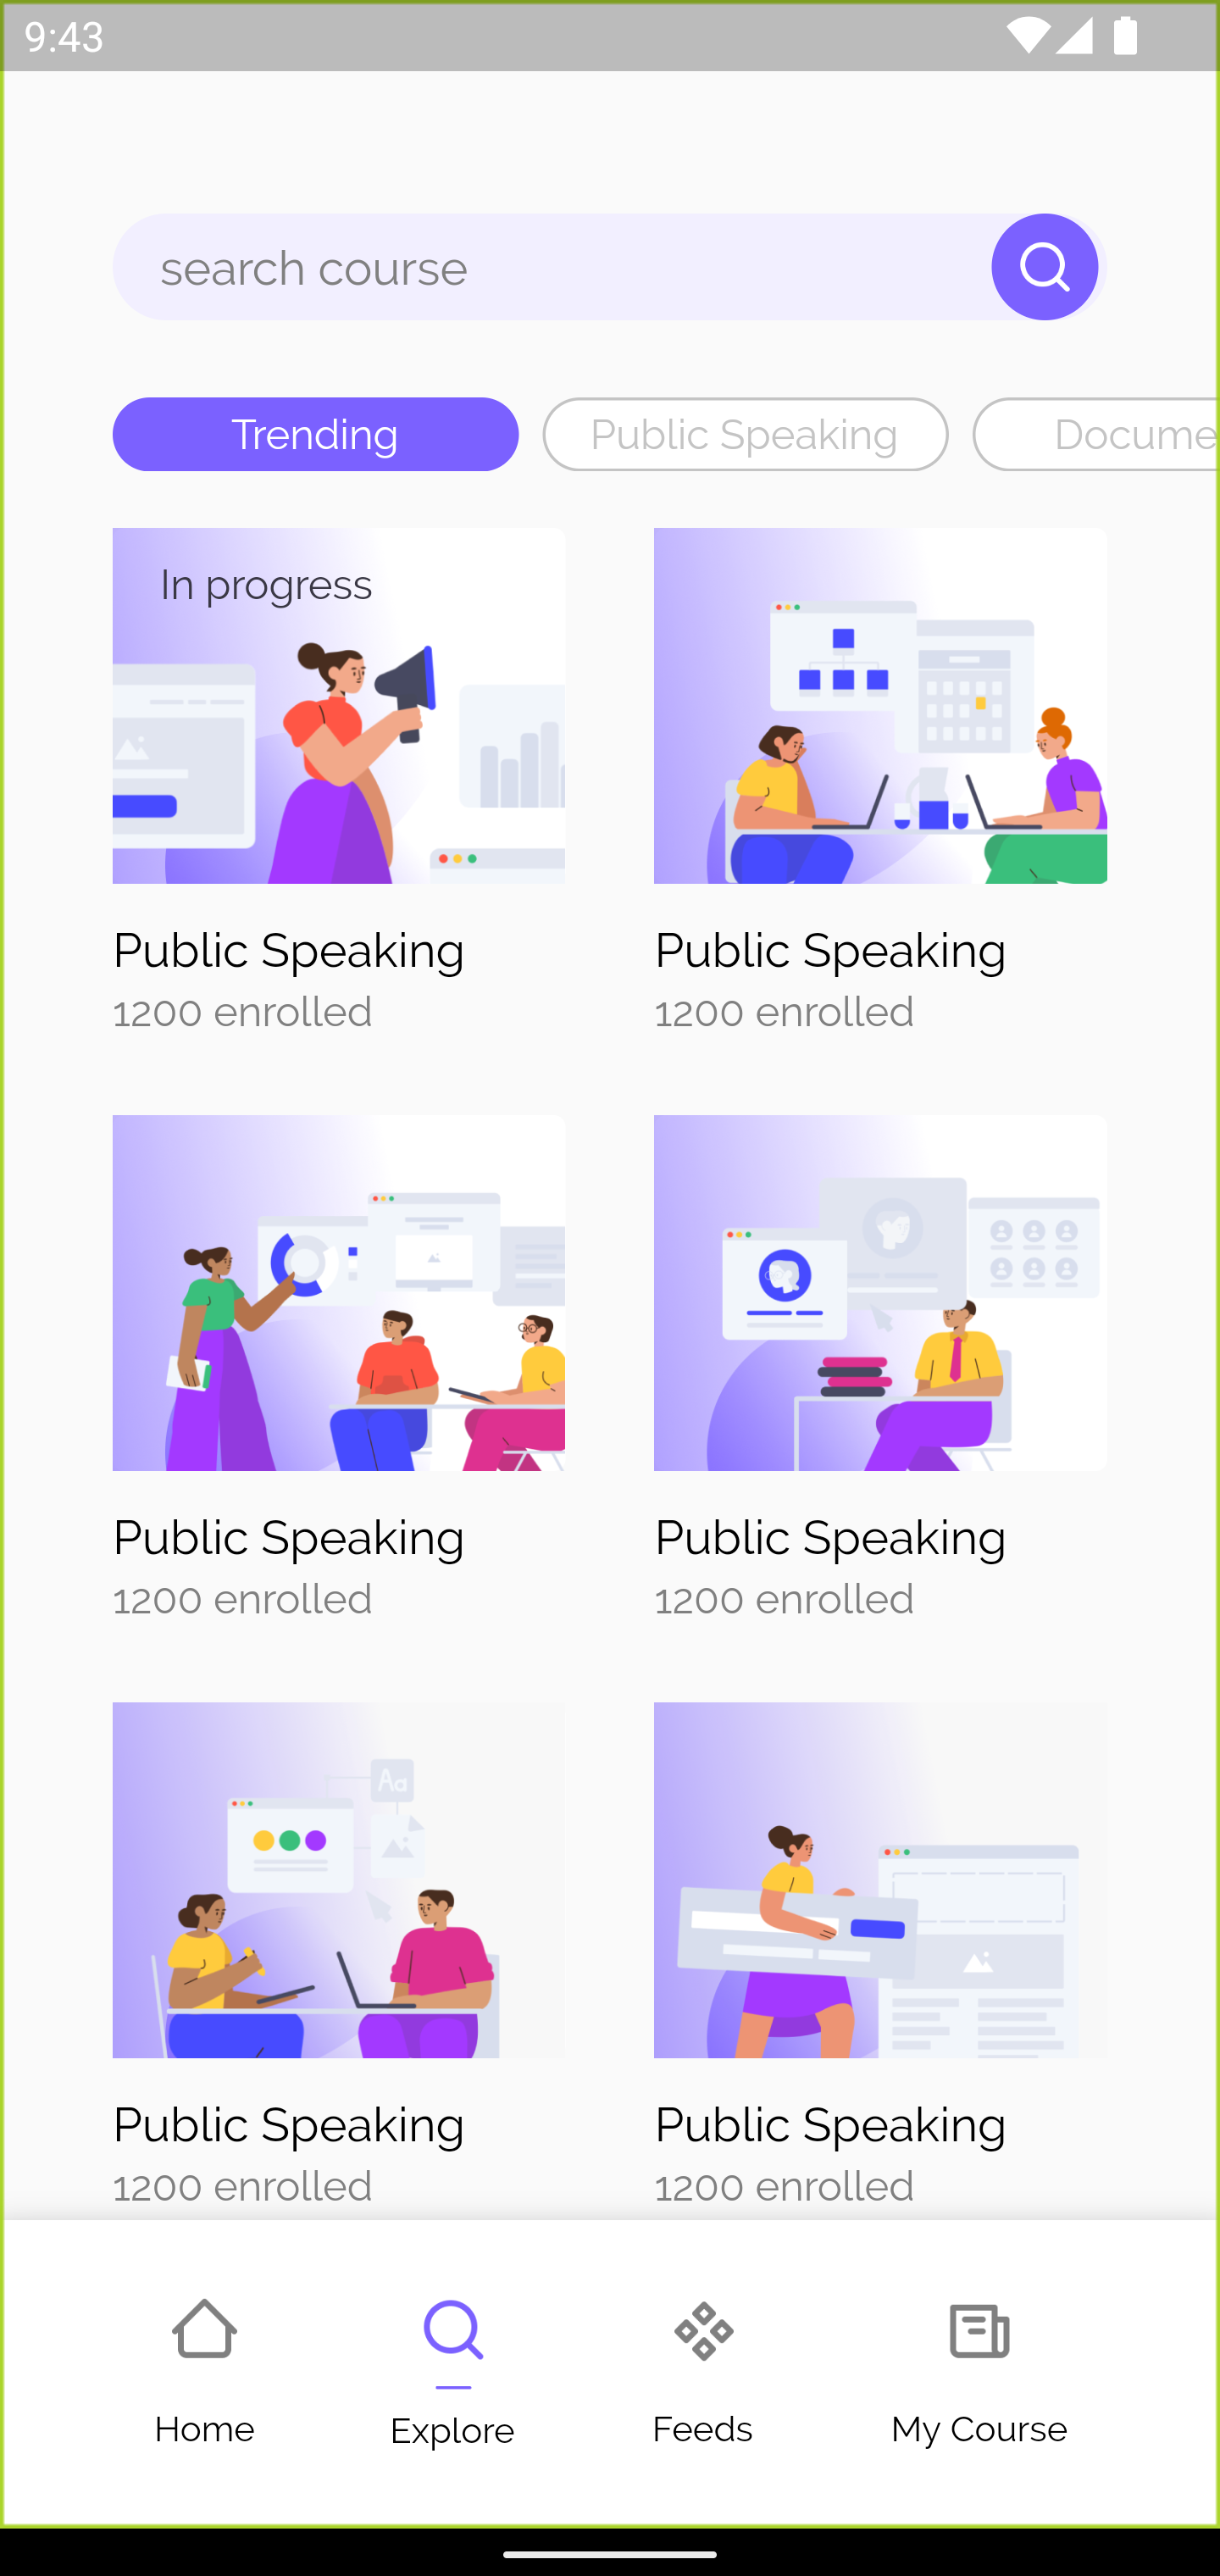 9:43
search course
Trending
Public Speaking
Docume
In progress
Public Speaking
1200 enrolled
Public Speaking
1200 enrolled
Public Speaking
1200 enrolled
Public Speaking
1200 enrolled
Aa
Public Speaking
1200 enrolled
Public Speaking
1200 enrolled
Home
Explore
Feeds
My Course